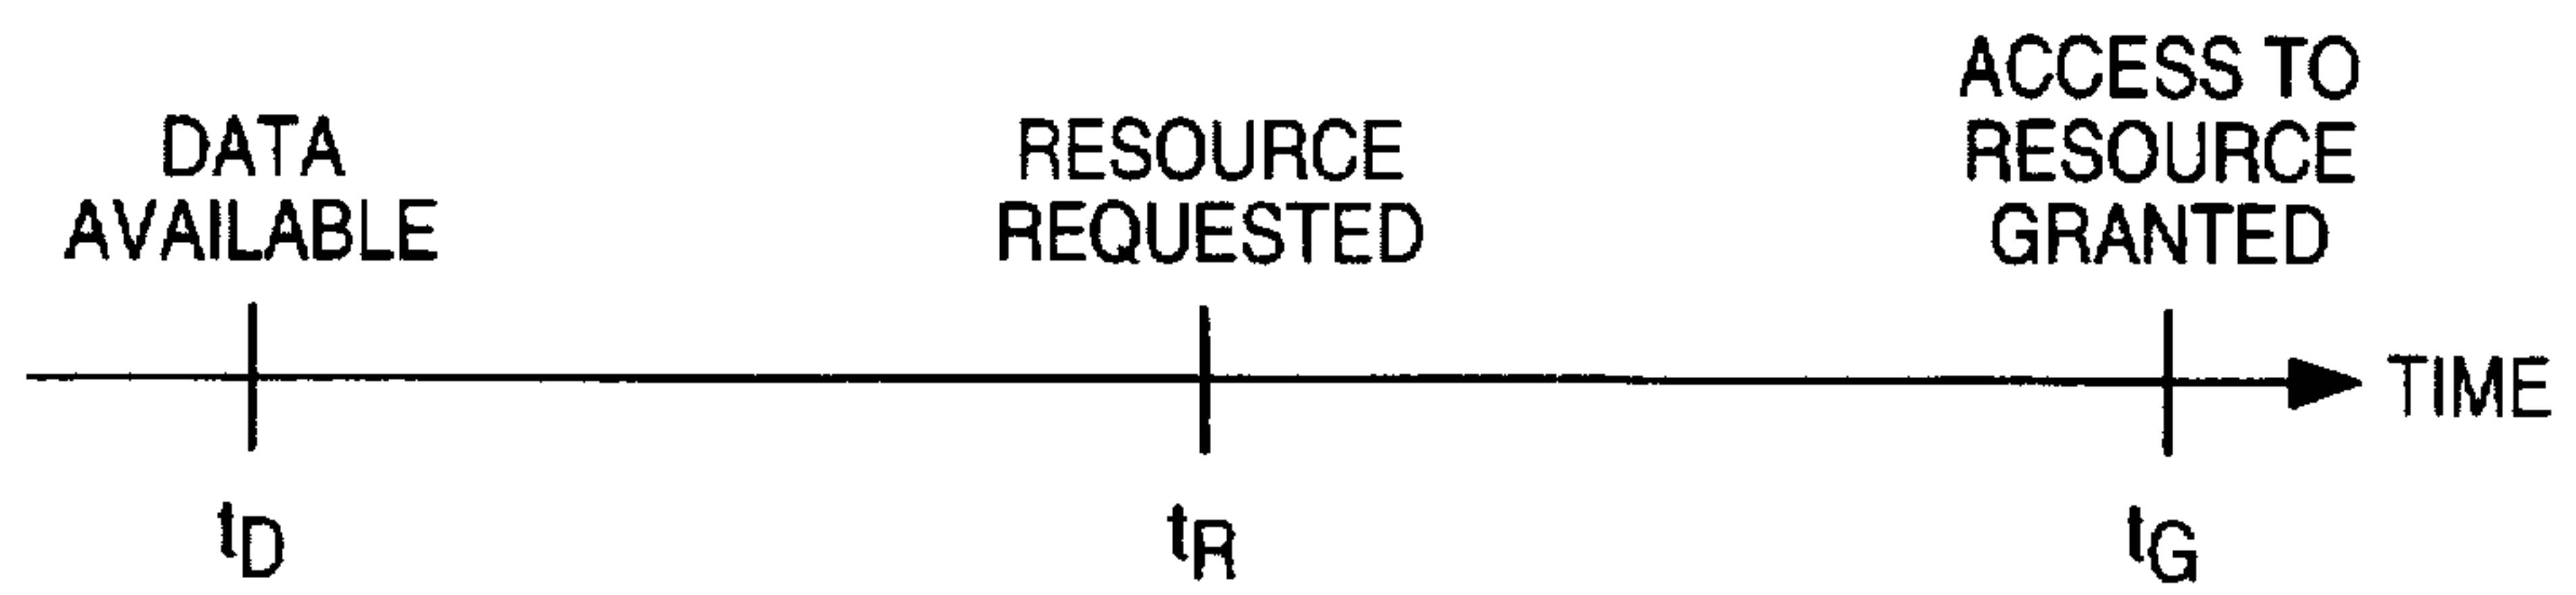 DATA
AVAILABLE
RESOURCE
REQUESTED
ACCESS TO
RESOURCE
GRANTED
TIME
tD
tR
tG